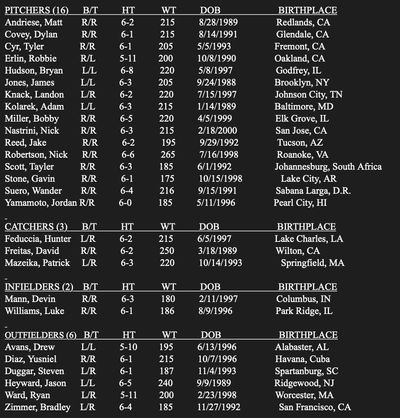 PITCHERS (16) B/T HT WT DOB BIRTHPLACE
Andriese, Matt R/R 6-2 215 8/28/1989 Redlands, CA
Covey, Dylan R/R 6-1 215 8/14/1991 Glendale, CA
Cyr, Tyler R/R 6-1 205 5/5/1993 Fremont, CA
Erlin, Robbie R/L 5-11 200 10/8/1990 Oakland, CA
Hudson, Bryan L/L 6-8 220 5/8/1997 Godfrey, IL
Jones, James L/L 6-3 205 9/24/1988 Brooklyn, NY
Knack, Landon L/R 6-2 220 7/15/1997 Johnson City, TN
Kolarek, Adam L/L 6-3 215 1/14/1989 Baltimore, MD
Miller, Bobby R/R 6-5 220 4/5/1999 Elk Grove, IL
Nastrini, Nick R/R 6-3 215 2/18/2000 San Jose, CA
Reed, Jake R/R 6-2 195 9/29/1992 Tucson, AZ
Robertson, Nick R/R 6-6 265 7/16/1998 Roanoke, VA
Scott, Tayler R/R 6-3 185 6/1/1992 Johannesburg, South Africa
Stone, Gavin R/R 6-1 175 10/15/1998 Lake City, AR
Suero, Wander R/R 6-4 216 9/15/1991 Sabana Larga, D.R.
Yamamoto, Jordan R/R 6-0 185 5/11/1996 Pearl City, HI
CATCHERS (3) B/T HT WT DOB BIRTHPLACE
Feduccia, Hunter L/R 6-2 215 6/5/1997 Lake Charles, LA
Freitas, David R/R 6-2 250 3/18/1989 Wilton, CA
Mazeika, Patrick L/R 6-3 220 10/14/1993 Springfield, MA
INFIELDERS (2) B/T HT WT DOB BIRTHPLACE
Mann, Devin R/R 6-3 180 2/11/1997 Columbus, IN
Williams, Luke R/R 6-1 186 8/9/1996 Park Ridge, IL
OUTFIELDERS (6) B/T HT WT DOB BIRTHPLACE
Avans, Drew L/L 5-10 195 6/13/1996 Alabaster, AL
Diaz, Yusniel R/R 6-1 215 10/7/1996 Havana, Cuba
Duggar, Steven L/R 6-1 187 11/4/1993 Spartanburg, SC
Heyward, Jason L/L 6-5 240 9/9/1989 Ridgewood, NJ
Ward, Ryan L/R 5-11 200 2/23/1998 Worcester, MA
Zimmer, Bradley L/R 6-4 185 11/27/1992 San Francisco, CA